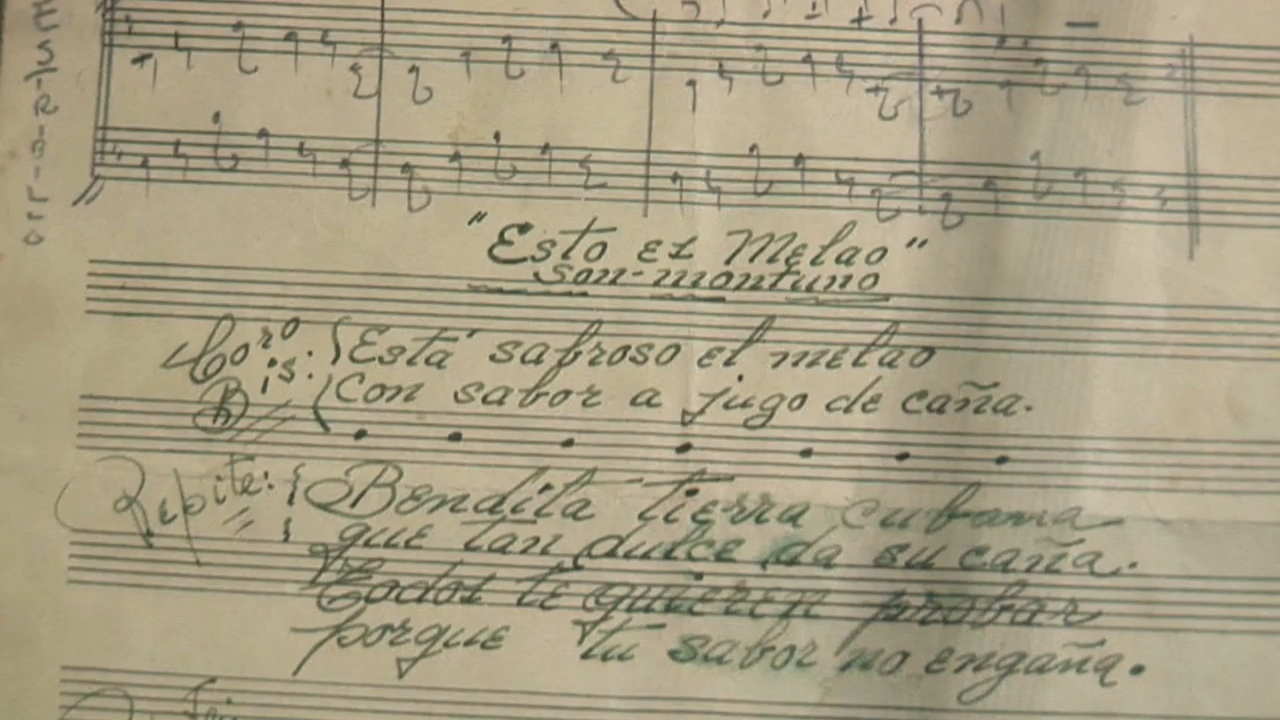 ESTRIBILLO
"Esto es Melao"
son-montuno
Coro
Bis:
Está sabroso el melao
con sabor a jugo de caña.
B
Repite:
Bendita tierra cubana
que tan dulce da su caña.
Todos te quieren probar
porque tu sabor no engaña.